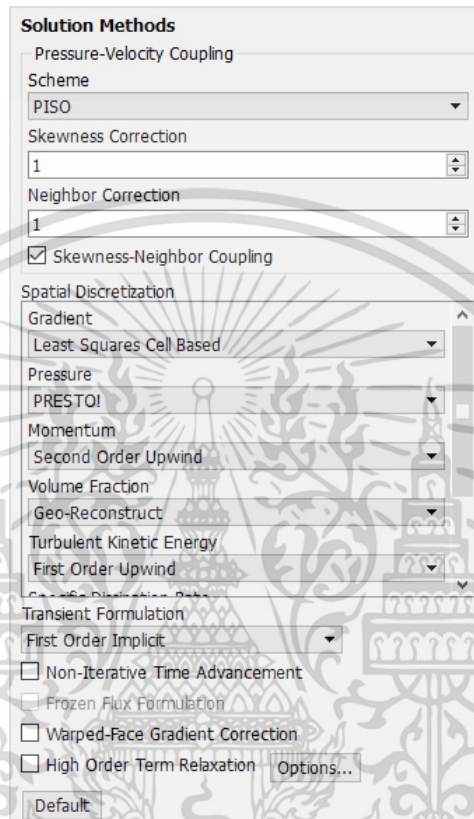 Solution Methods
Pressure-Velocity Coupling
Scheme
PISO
Skewness Correction
1
Neighbor Correction
1
Skewness-Neighbor Coupling
Spatial Discretization
Gradient
Least Squares Cell Based
Pressure
PRESTO!
Momentum
Second Order Upwind
Volume Fraction
Geo-Reconstruct
Turbulent Kinetic Energy
First Order Upwind
Specific Dissipation Rate
Transient Formulation
First Order Implicit
Non-Iterative Time Advancement
Frozen Flux Formulation
Warped-Face Gradient Correction
High Order Term Relaxation Options...
Default